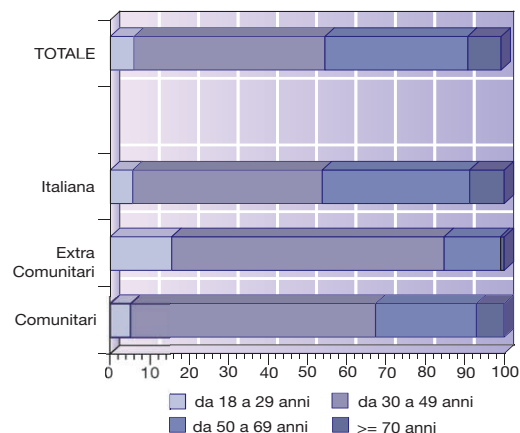 TOTALE
Italiana
Extra
Comunitari
Comunitari
0 10 20 30 40 50 60 70 80 90 100
da 18 a 29 anni da 30 a 49 anni
da 50 a 69 anni >= 70 anni